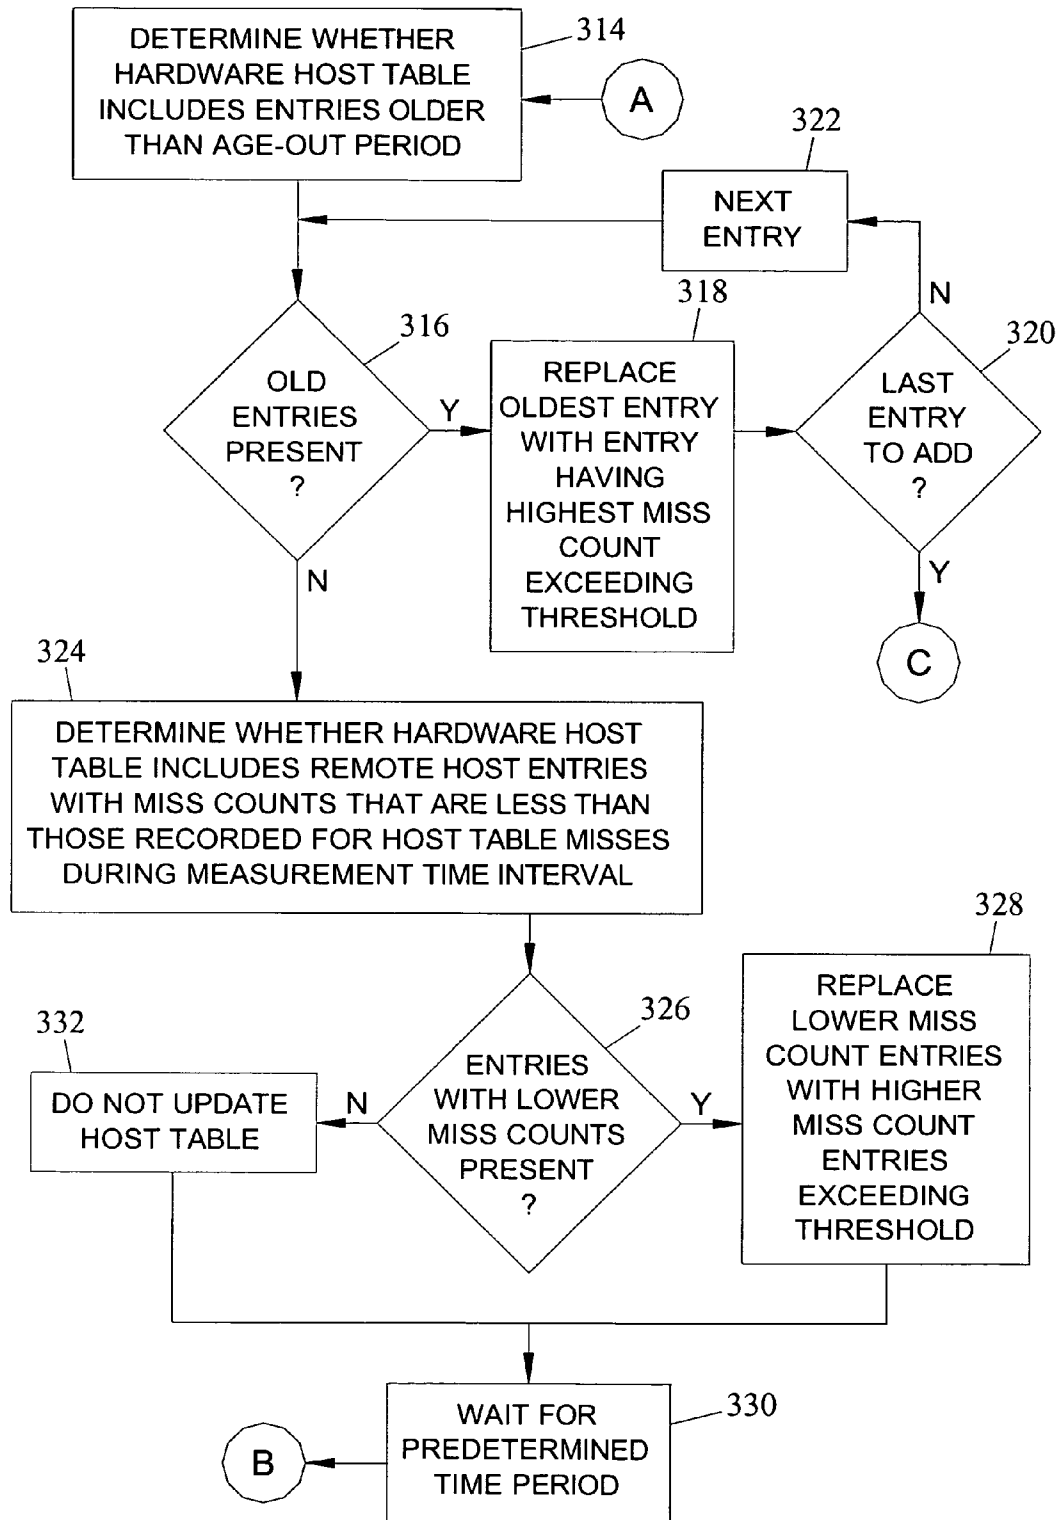 314
DETERMINE WHETHER
HARDWARE HOST TABLE
INCLUDES ENTRIES OLDER
THAN AGE-OUT PERIOD
A
322
NEXT
ENTRY
N
316
OLD
ENTRIES
PRESENT
?
Y
N
318
REPLACE
OLDEST ENTRY
WITH ENTRY
HAVING
HIGHEST MISS
COUNT
EXCEEDING
THRESHOLD
320
LAST
ENTRY
TO ADD
?
Y
C
324
DETERMINE WHETHER HARDWARE HOST
TABLE INCLUDES REMOTE HOST ENTRIES
WITH MISS COUNTS THAT ARE LESS THAN
THOSE RECORDED FOR HOST TABLE MISSES
DURING MEASUREMENT TIME INTERVAL
326
ENTRIES
WITH LOWER
MISS COUNTS
PRESENT
?
N
Y
332
DO NOT UPDATE
HOST TABLE
328
REPLACE
LOWER MISS
COUNT ENTRIES
WITH HIGHER
MISS COUNT
ENTRIES
EXCEEDING
THRESHOLD
330
WAIT FOR
PREDETERMINED
TIME PERIOD
B